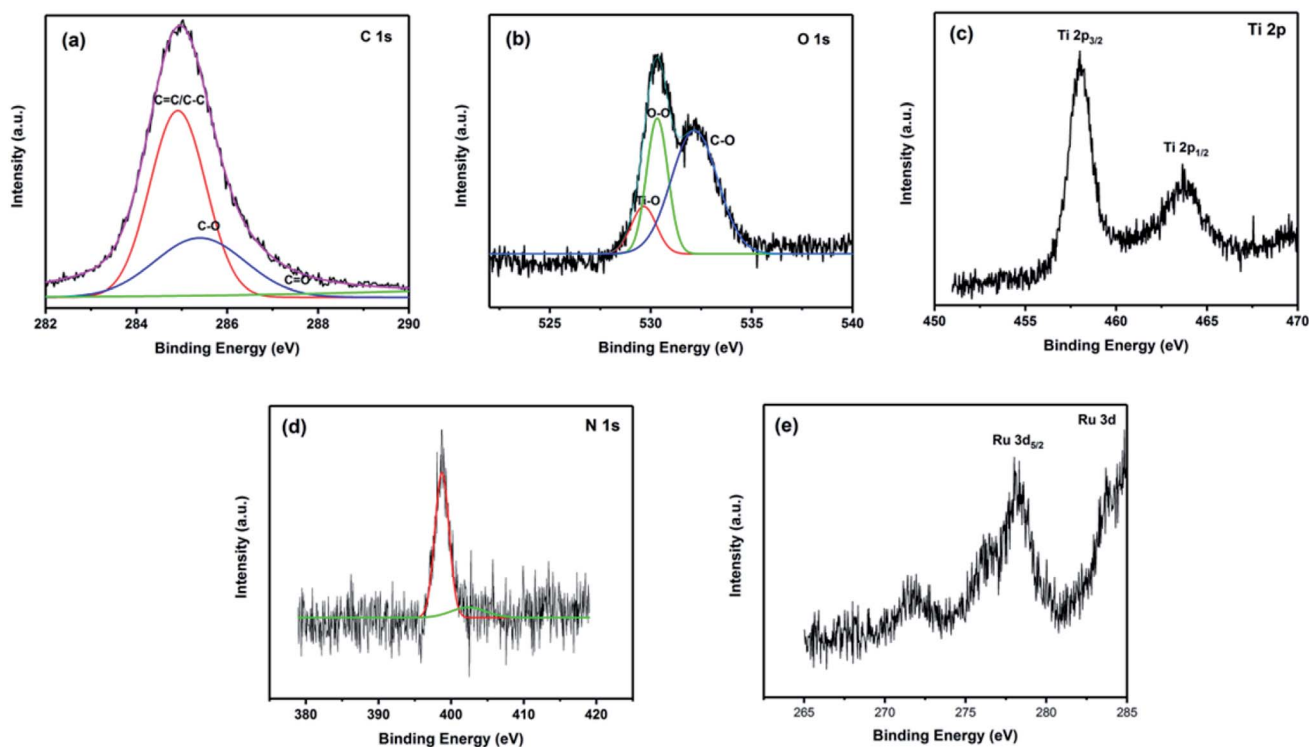 (a)
C 1s
C=C/C-C
C-O
C=O
Intensity (a.u.)
282 284 286 288 290
Binding Energy (eV)
(b)
O 1s
O-O
C-O
Ti-O
Intensity (a.u.)
525 530 535 540
Binding Energy (eV)
(c)
Ti 2p
Ti 2p3/2
Ti 2p1/2
Intensity (a.u.)
450 455 460 465 470
Binding Energy (eV)
(d)
N 1s
Intensity (a.u.)
380 390 400 410 420
Binding Energy (eV)
(e)
Ru 3d
Ru 3d5/2
Intensity (a.u.)
265 270 275 280 285
Binding Energy (eV)